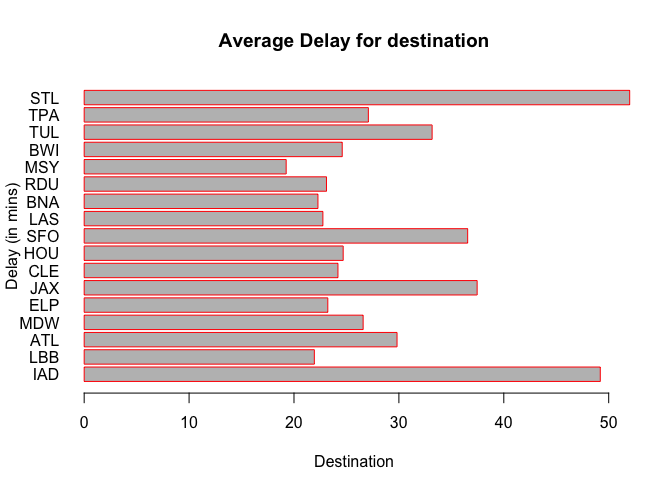 Average Delay for destination
Delay (in mins)
STL
TPA
TUL
BWI
MSY
RDU
BNA
LAS
SFO
HOU
CLE
JAX
ELP
MDW
ATL
LBB
IAD
0 10 20 30 40 50
Destination